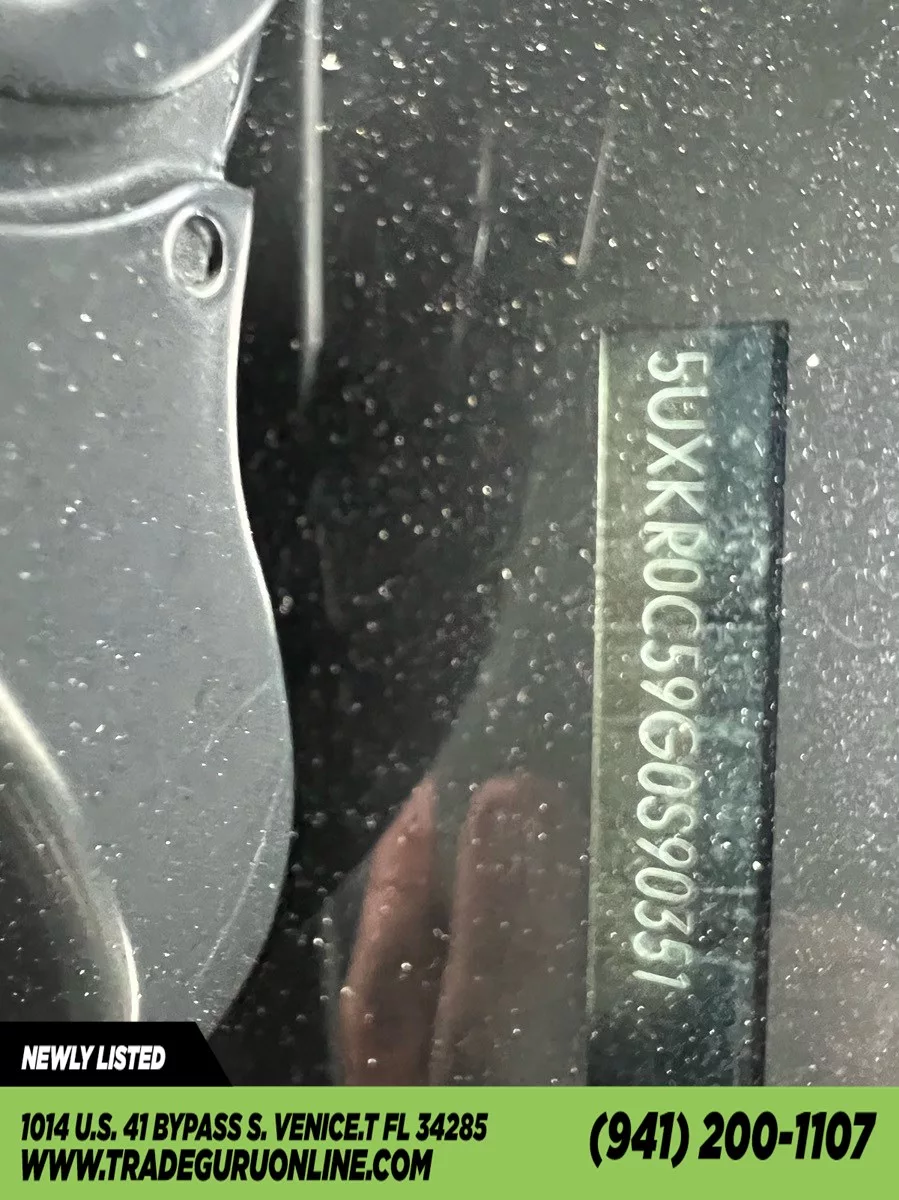 5UXKR0C59G0S90351
NEWLY LISTED
1014 U.S. 41 BYPASS S. VENICE.T FL 34285
WWW.TRADEGURUONLINE.COM
(941) 200-1107